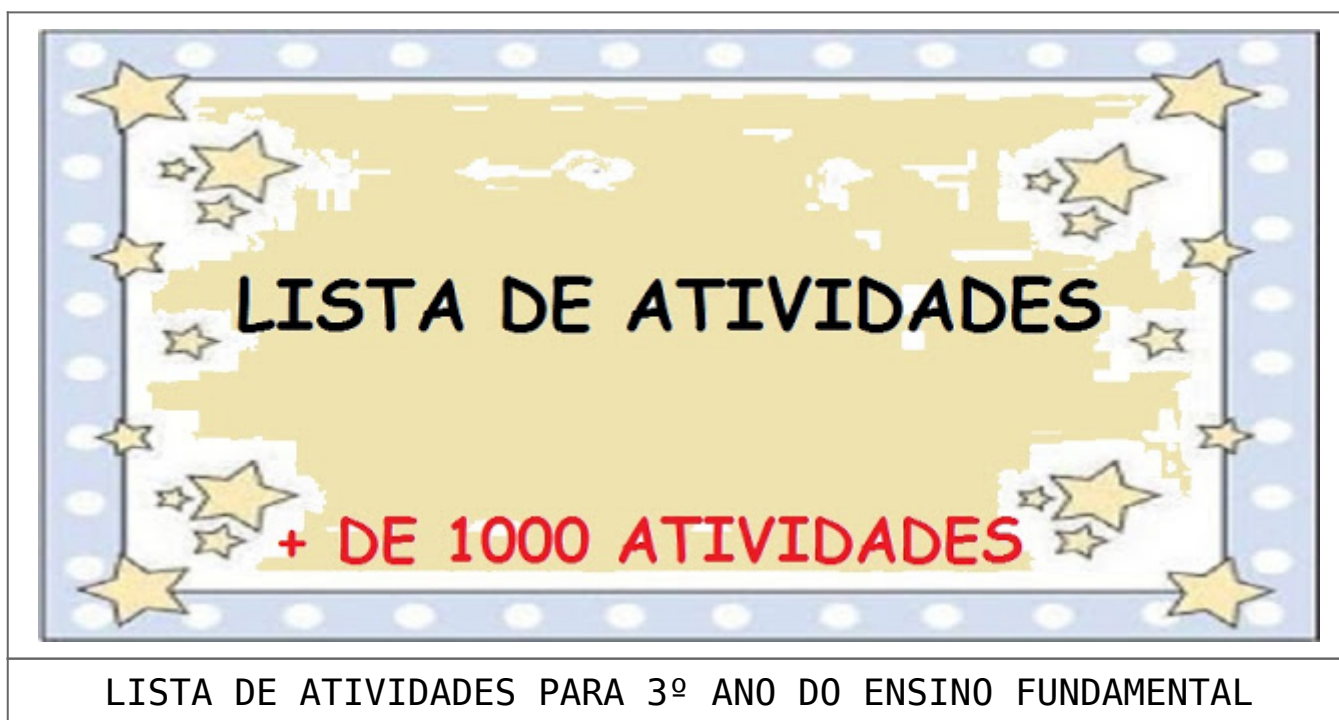 LISTA DE ATIVIDADES
+ DE 1000 ATIVIDADES
LISTA DE ATIVIDADES PARA 3º ANO DO ENSINO FUNDAMENTAL